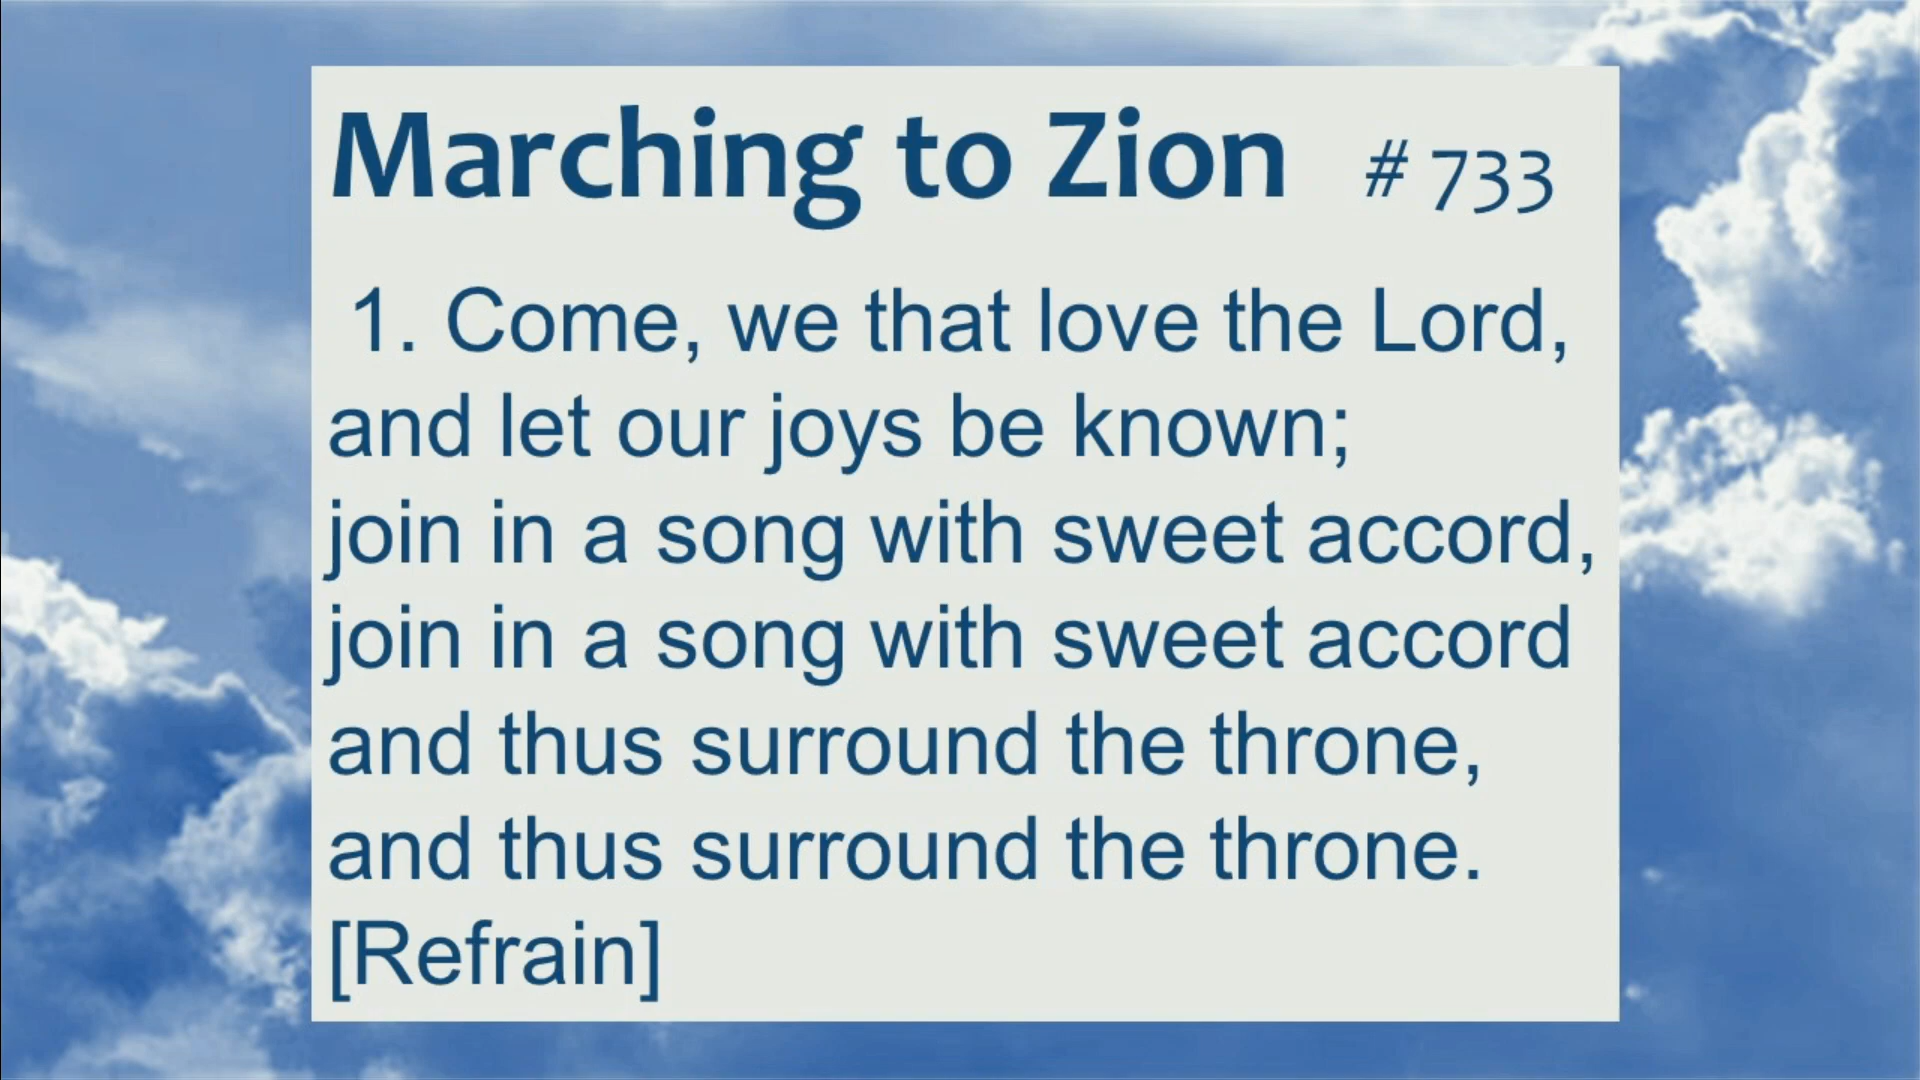 Marching to Zion # 733
1. Come, we that love the Lord,
and let our joys be known;
join in a song with sweet accord,
join in a song with sweet accord
and thus surround the throne,
and thus surround the throne.
[Refrain]